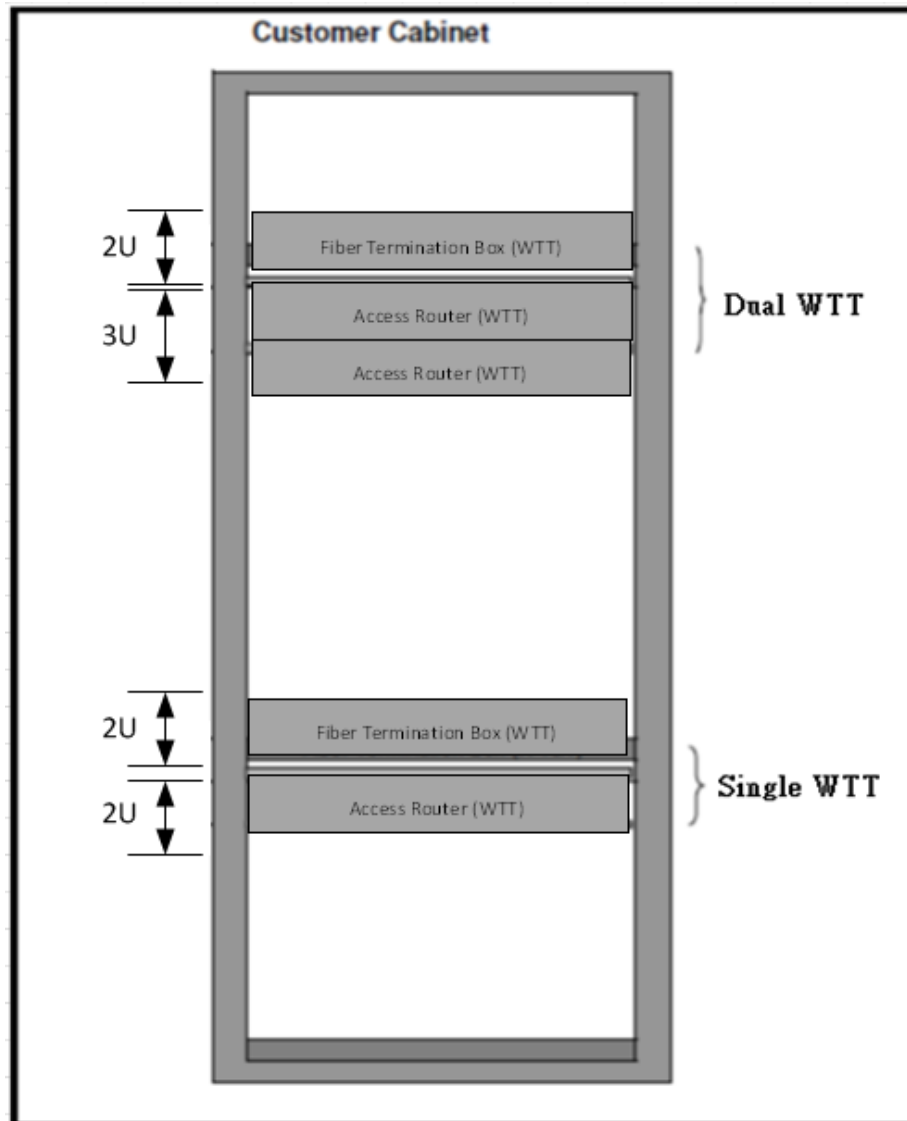 Customer Cabinet
2U
Fiber Termination Box (WTT)
Dual WTT
3U
Access Router (WTT)
Access Router (WTT)
2U
Fiber Termination Box (WTT)
Single WTT
2U
Access Router (WTT)